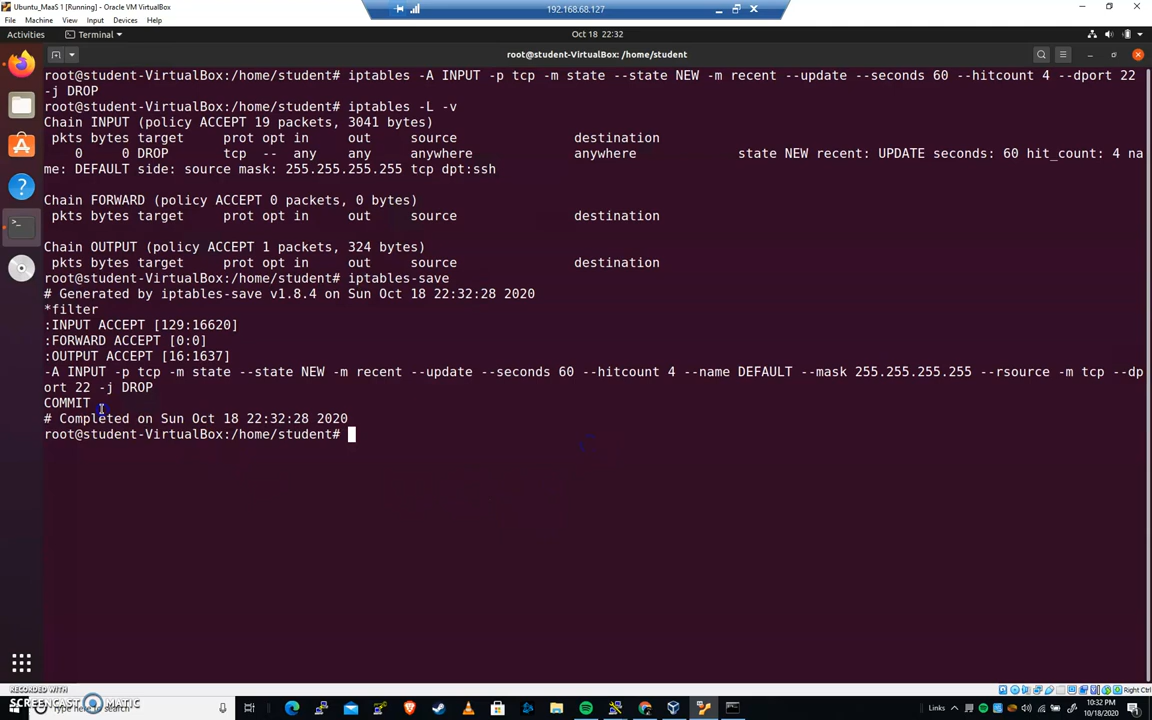 Ubuntu_MaaS 1 [Running] - Oracle VM VirtualBox
192.168.68.127
File Machine View Input Devices Help
Activities Terminal Oct 18 22:32
root@student-VirtualBox: /home/student
root@student-VirtualBox:/home/student# iptables -A INPUT -p tcp -m state --state NEW -m recent --update --seconds 60 --hitcount 4 --dport 22
-j DROP
root@student-VirtualBox:/home/student# iptables -L -v
Chain INPUT (policy ACCEPT 19 packets, 3041 bytes)
pkts bytes target prot opt in out source destination
0 0 DROP tcp -- any any anywhere anywhere state NEW recent: UPDATE seconds: 60 hit_count: 4 na
me: DEFAULT side: source mask: 255.255.255.255 tcp dpt:ssh
Chain FORWARD (policy ACCEPT 0 packets, 0 bytes)
pkts bytes target prot opt in out source destination
Chain OUTPUT (policy ACCEPT 1 packets, 324 bytes)
pkts bytes target prot opt in out source destination
root@student-VirtualBox:/home/student# iptables-save
# Generated by iptables-save v1.8.4 on Sun Oct 18 22:32:28 2020
*filter
:INPUT ACCEPT [129:16620]
:FORWARD ACCEPT [0:0]
:OUTPUT ACCEPT [16:1637]
-A INPUT -p tcp -m state --state NEW -m recent --update --seconds 60 --hitcount 4 --name DEFAULT --mask 255.255.255.255 --rsource -m tcp --dp
ort 22 -j DROP
COMMIT
# Completed on Sun Oct 18 22:32:28 2020
root@student-VirtualBox:/home/student#
Right Ctrl
RECORDED WITH
SCREENCAST MATIC
here to search
Links
10:32 PM
10/18/2020